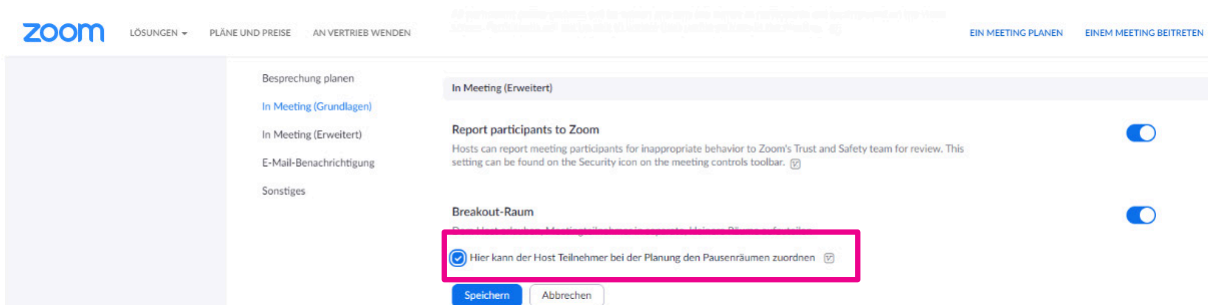 zoom LÖSUNGEN PLÄNE UND PREISE AN VERTRIEB WENDEN EIN MEETING PLANEN EINEM MEETING BEITRETEN
Besprechung planen
In Meeting (Grundlagen)
In Meeting (Erweitert)
E-Mail-Benachrichtigung
Sonstiges
In Meeting (Erweitert)
Report participants to Zoom
Hosts can report meeting participants for inappropriate behavior to Zoom's Trust and Safety team for review. This
setting can be found on the Security icon on the meeting controls toolbar.
Breakout-Raum
Hier kann der Host Teilnehmer bei der Planung den Pausenräumen zuordnen
Speichern Abbrechen